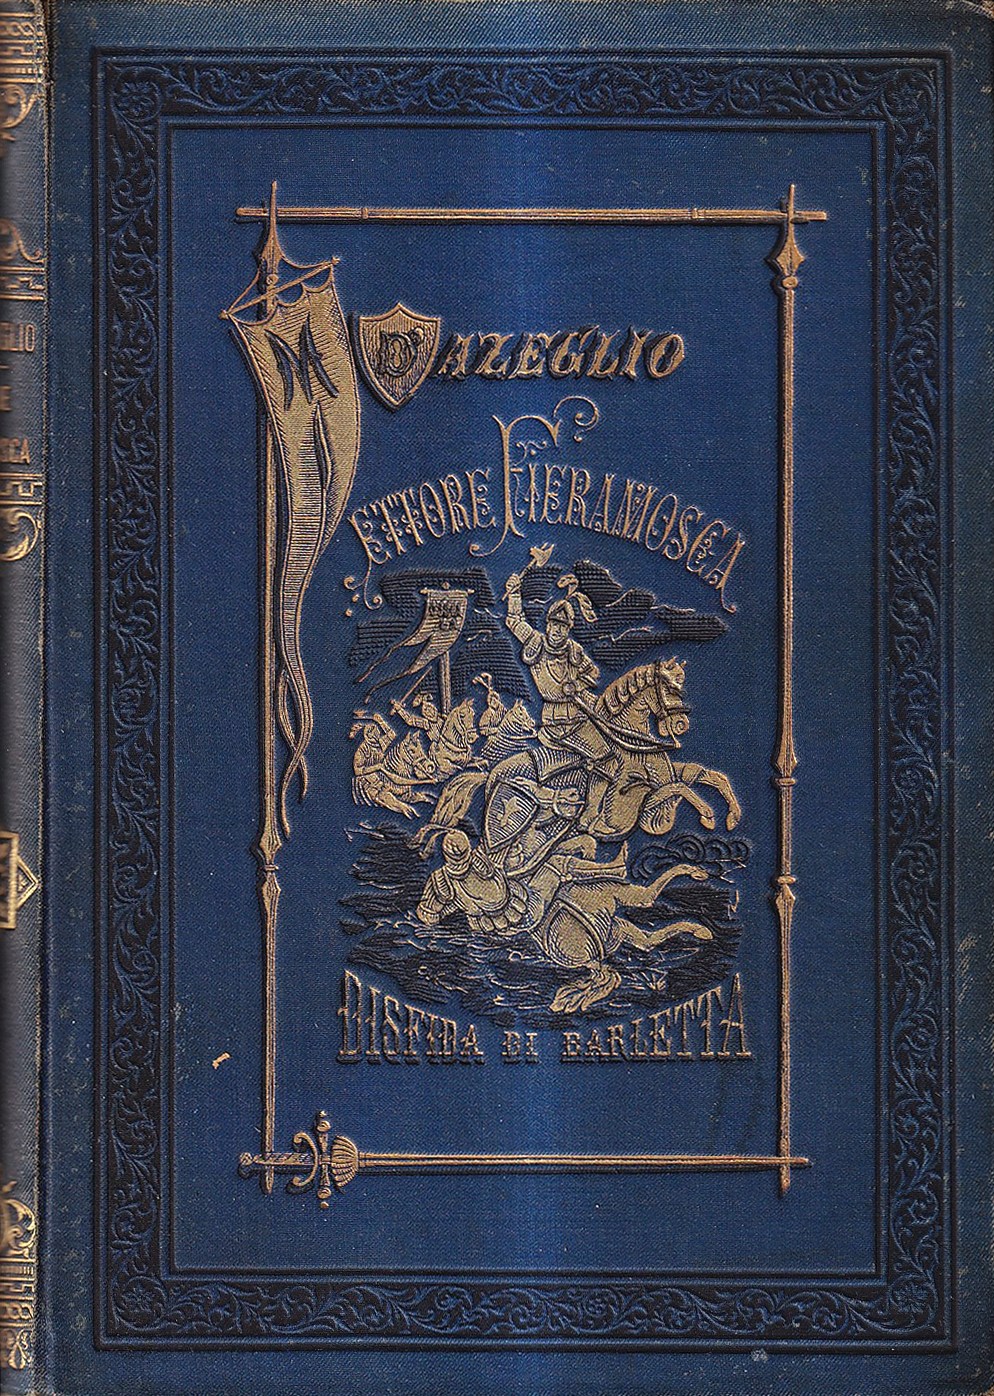 M D'AZEGLIO
ETTORE FIERAMOSCA
DISFIDA DI BARLETTA